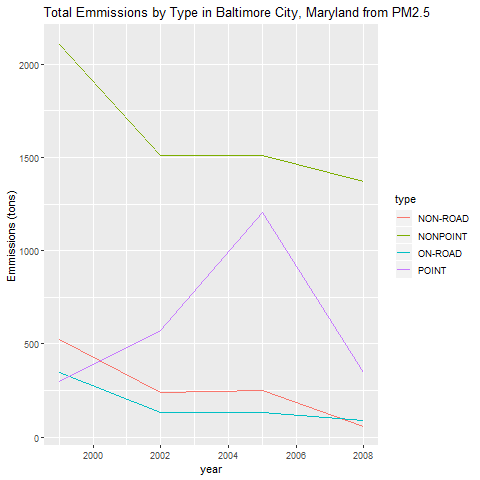 Total Emmissions by Type in Baltimore City, Maryland from PM2.5
2000
1500
1000
500
0
Emmissions (tons)
2000 2002 2004 2006 2008
year
type
NON-ROAD
NONPOINT
ON-ROAD
POINT